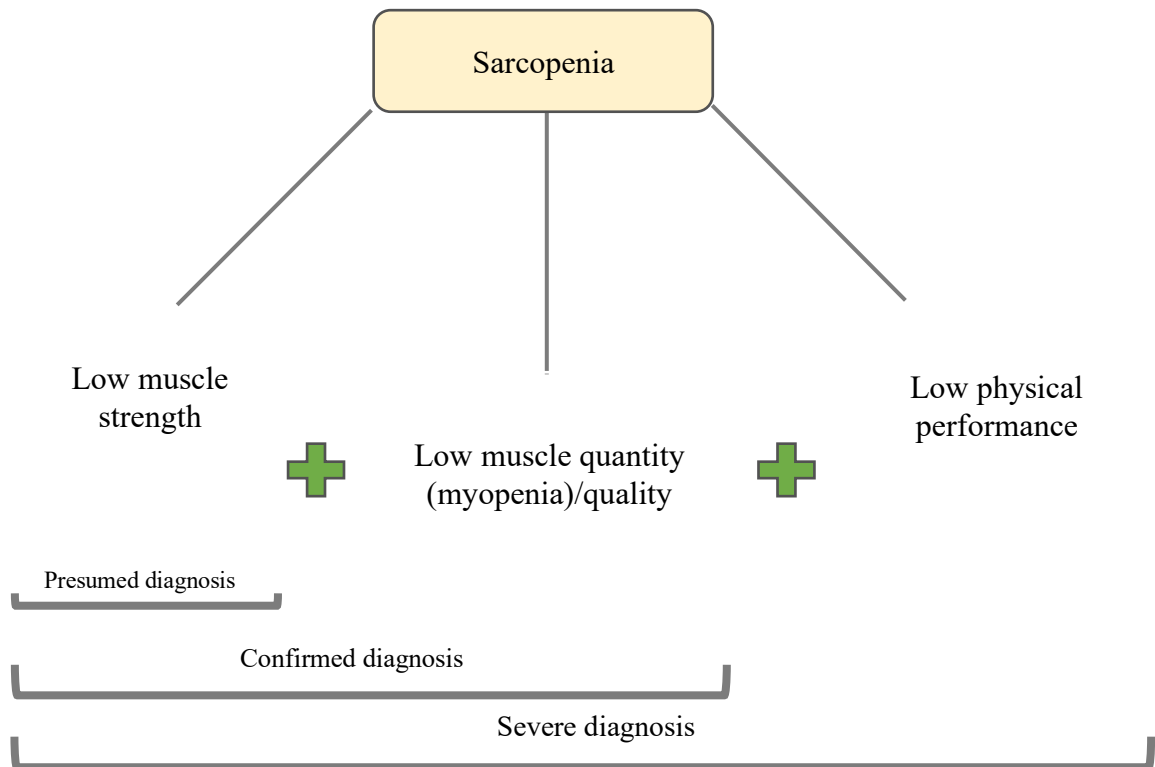 Sarcopenia
Low muscle
strength
Low muscle quantity
(myopenia)/quality
Low physical
performance
Presumed diagnosis
Confirmed diagnosis
Severe diagnosis